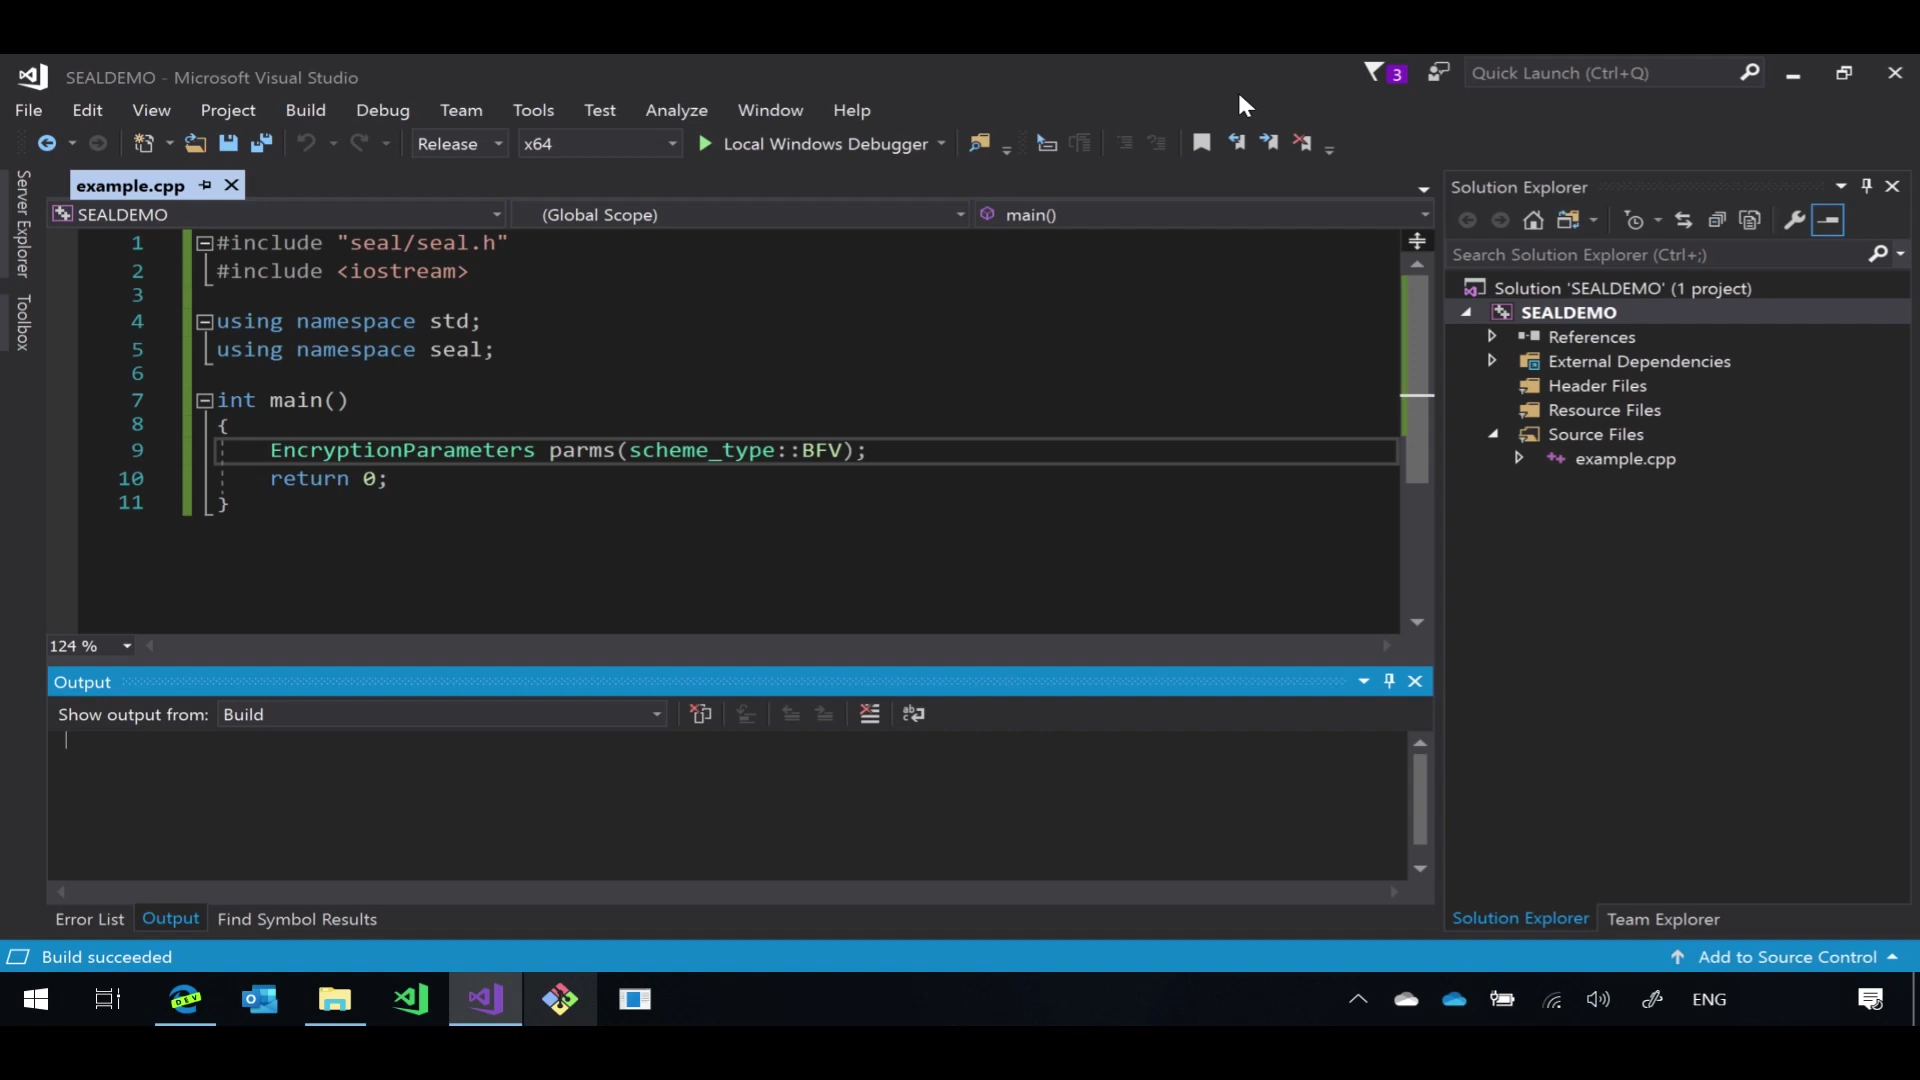 SEALDEMO - Microsoft Visual Studio
3
Quick Launch (Ctrl+Q)
File Edit View Project Build Debug Team Tools Test Analyze Window Help
Release x64 Local Windows Debugger
Server Explorer
Toolbox
example.cpp
SEALDEMO (Global Scope) main()
1 #include "seal/seal.h"
2 #include <iostream>
3
4 using namespace std;
5 using namespace seal;
6
7 int main()
8 {
9 EncryptionParameters parms(scheme_type::BFV);
10 return 0;
11 }
124 %
Output
Show output from: Build
Error List Output Find Symbol Results
Solution Explorer
Search Solution Explorer (Ctrl+;)
Solution 'SEALDEMO' (1 project)
SEALDEMO
References
External Dependencies
Header Files
Resource Files
Source Files
example.cpp
Solution Explorer Team Explorer
Build succeeded
Add to Source Control
DEV
ENG